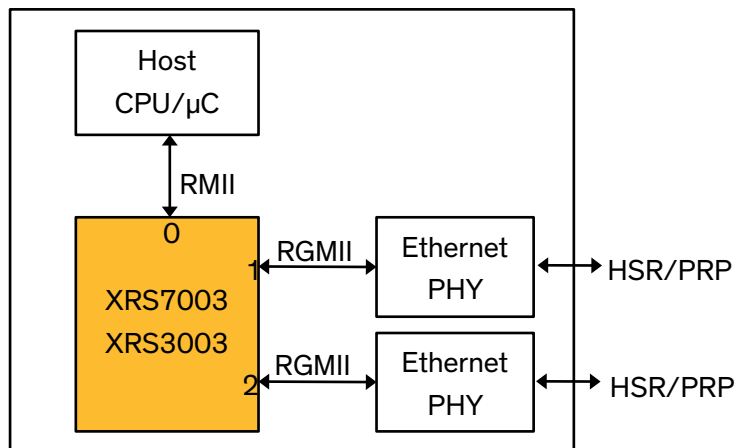 Host
CPU/µC
RMII
0
1
RGMII
Ethernet
PHY
HSR/PRP
XRS7003
XRS3003
2
RGMII
Ethernet
PHY
HSR/PRP